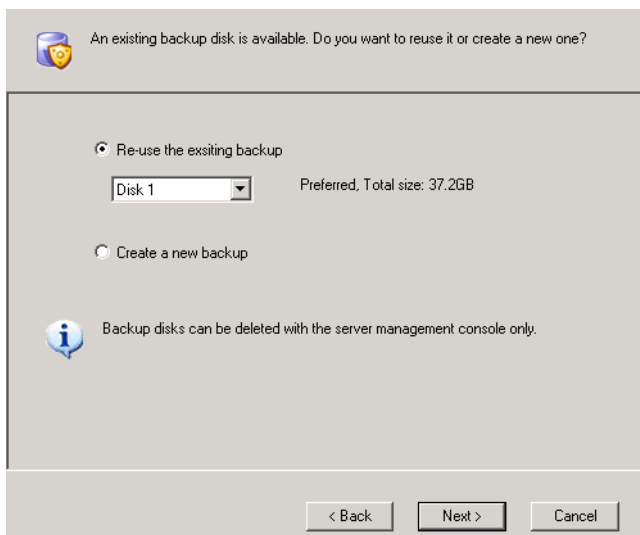 An existing backup disk is available. Do you want to reuse it or create a new one?
Re-use the exsiting backup
Disk 1
Preferred, Total size: 37.2GB
Create a new backup
Backup disks can be deleted with the server management console only.
< Back
Next >
Cancel